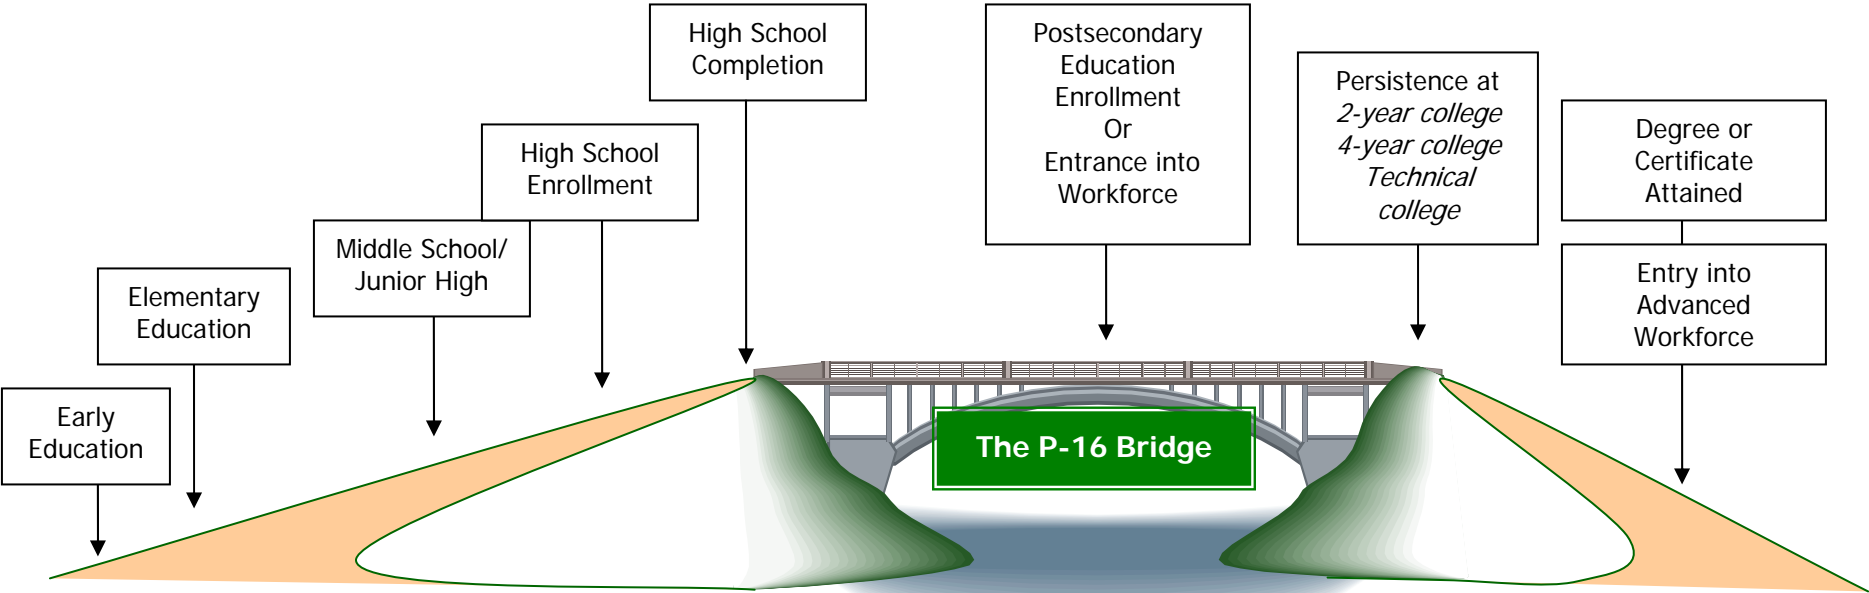 Early
Education
Elementary
Education
Middle School/
Junior High
High School
Enrollment
High School
Completion
Postsecondary
Education
Enrollment
Or
Entrance into
Workforce
Persistence at
2-year college
4-year college
Technical
college
Degree or
Certificate
Attained
Entry into
Advanced
Workforce
The P-16 Bridge